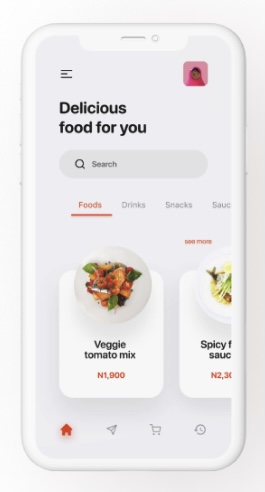 Delicious
food for you
Search
Foods Drinks Snacks Sauc
see more
Veggie
tomato mix
N1,900
Spicy f
sauc
N2,30